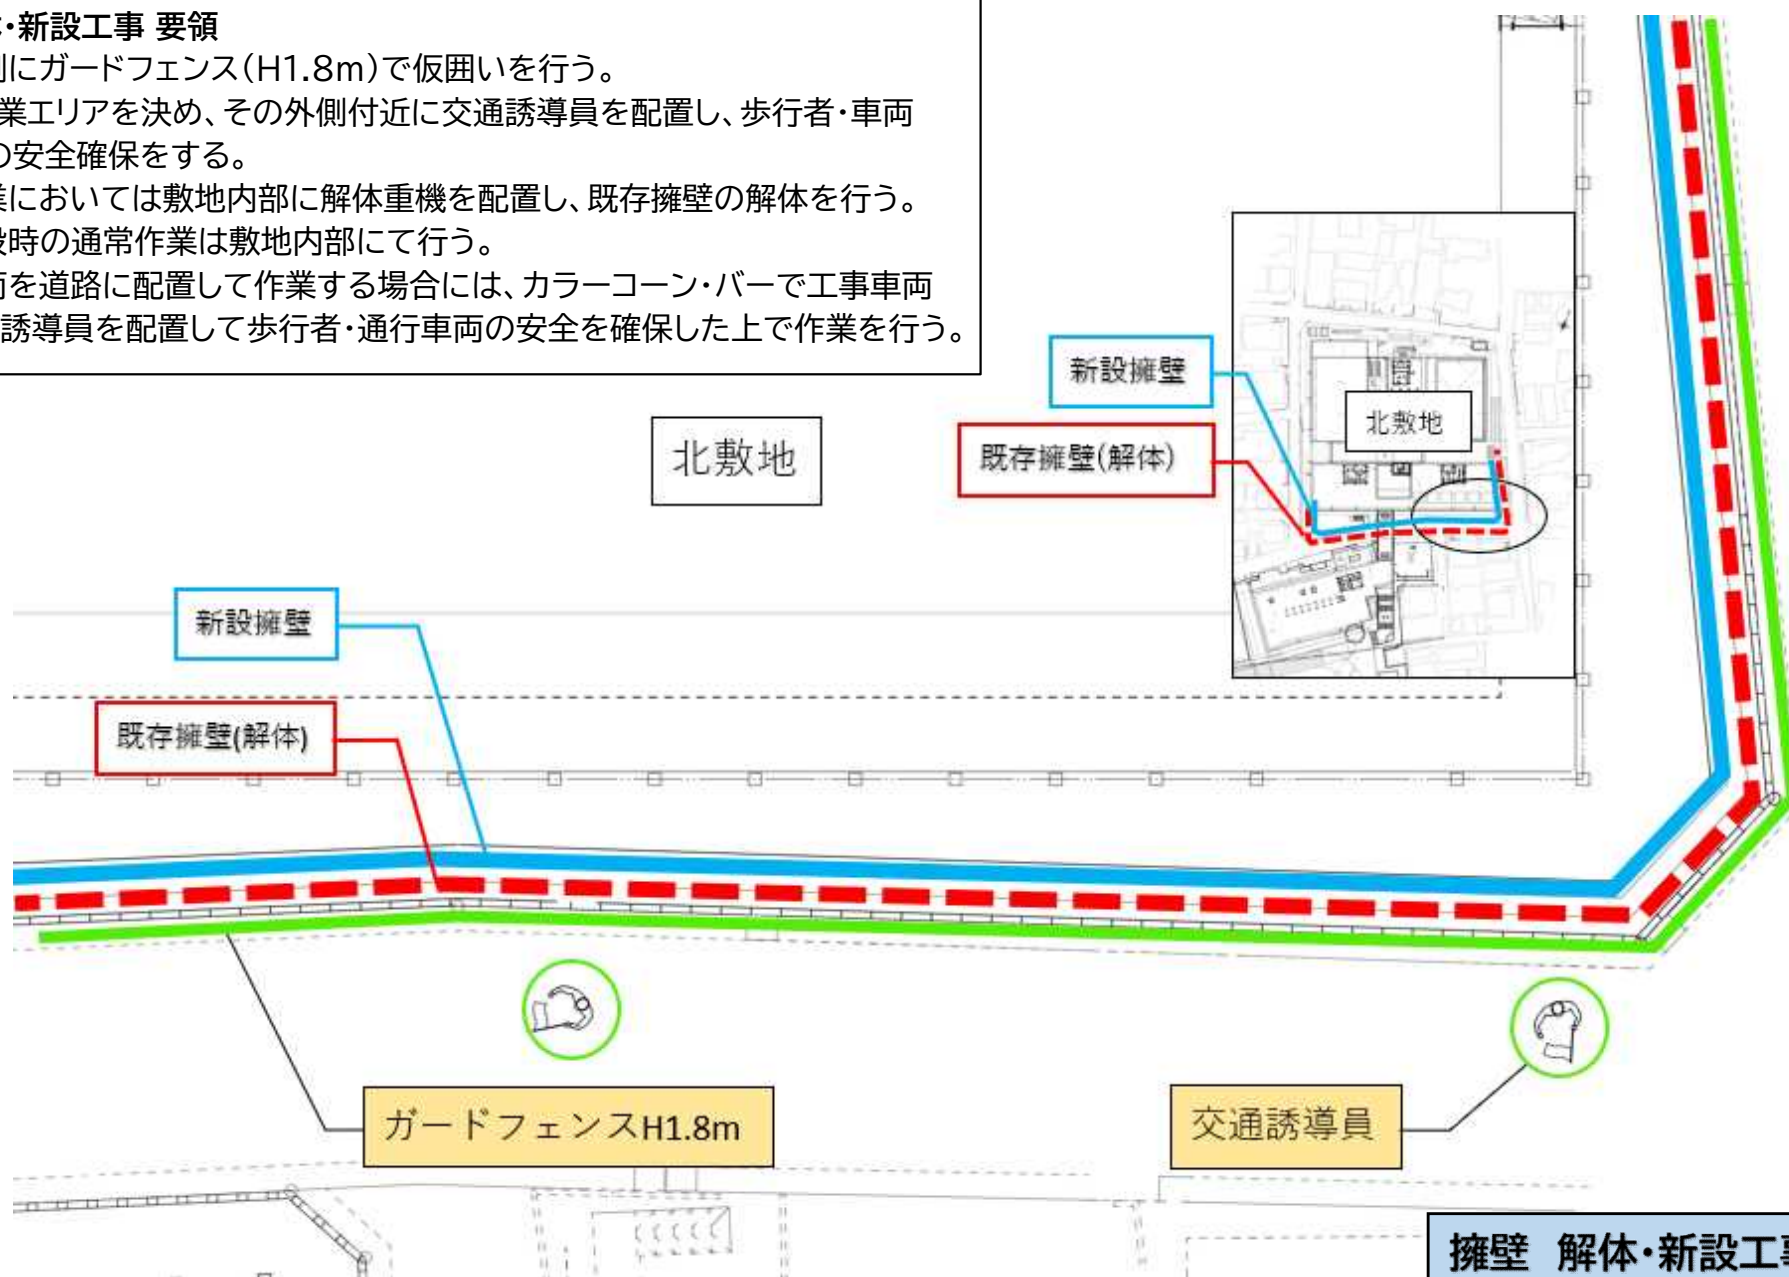 ・新設工事 要領
にガードフェンス(H1.8m)で仮囲いを行う。
業エリアを決め、その外側付近に交通誘導員を配置し、歩行者・車両
の安全確保をする。
においては敷地内部に解体重機を配置し、既存擁壁の解体を行う。
時の通常作業は敷地内部にて行う。
を道路に配置して作業する場合には、カラーコーン・バーで工事車両
誘導員を配置して歩行者・通行車両の安全を確保した上で作業を行う。
新設擁壁
北敷地
既存擁壁(解体)
北敷地
新設擁壁
既存擁壁(解体)
ガードフェンスH1.8m
交通誘導員
擁壁 解体・新設工事